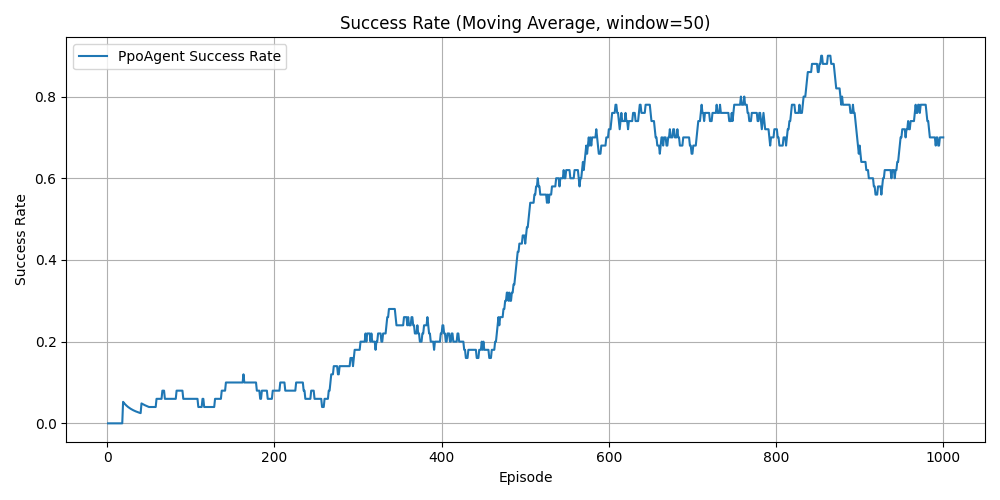 Success Rate (Moving Average, window=50)
PpoAgent Success Rate
Success Rate
0.8
0.6
0.4
0.2
0.0
0 200 400 600 800 1000
Episode